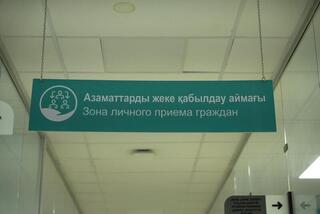 Азаматтарды жеке қабылдау аймағы
Зона личного приема граждан